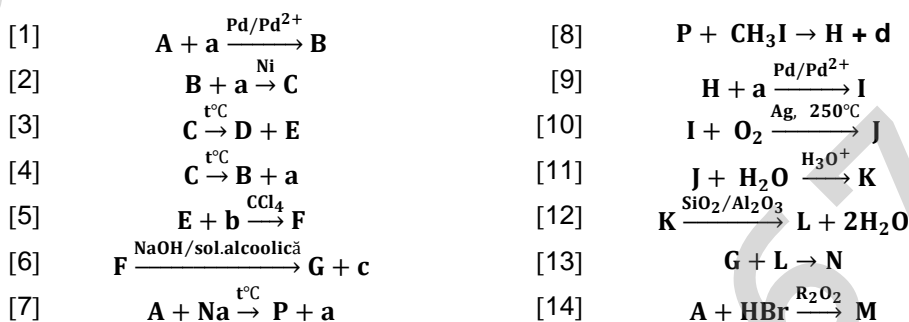 [1] A + a Pd/Pd²⁺ → B
[2] B + a Ni → C
[3] C t°C → D + E
[4] C t°C → B + a
[5] E + b CCl₄ → F
[6] F NaOH/sol.alcoolică → G + c
[7] A + Na t°C → P + a
[8] P + CH₃I → H + d
[9] H + a Pd/Pd²⁺ → I
[10] I + O₂ Ag, 250°C → J
[11] J + H₂O H₃O⁺ → K
[12] K SiO₂/Al₂O₃ → L + 2H₂O
[13] G + L → N
[14] A + HBr R₂O₂ → M